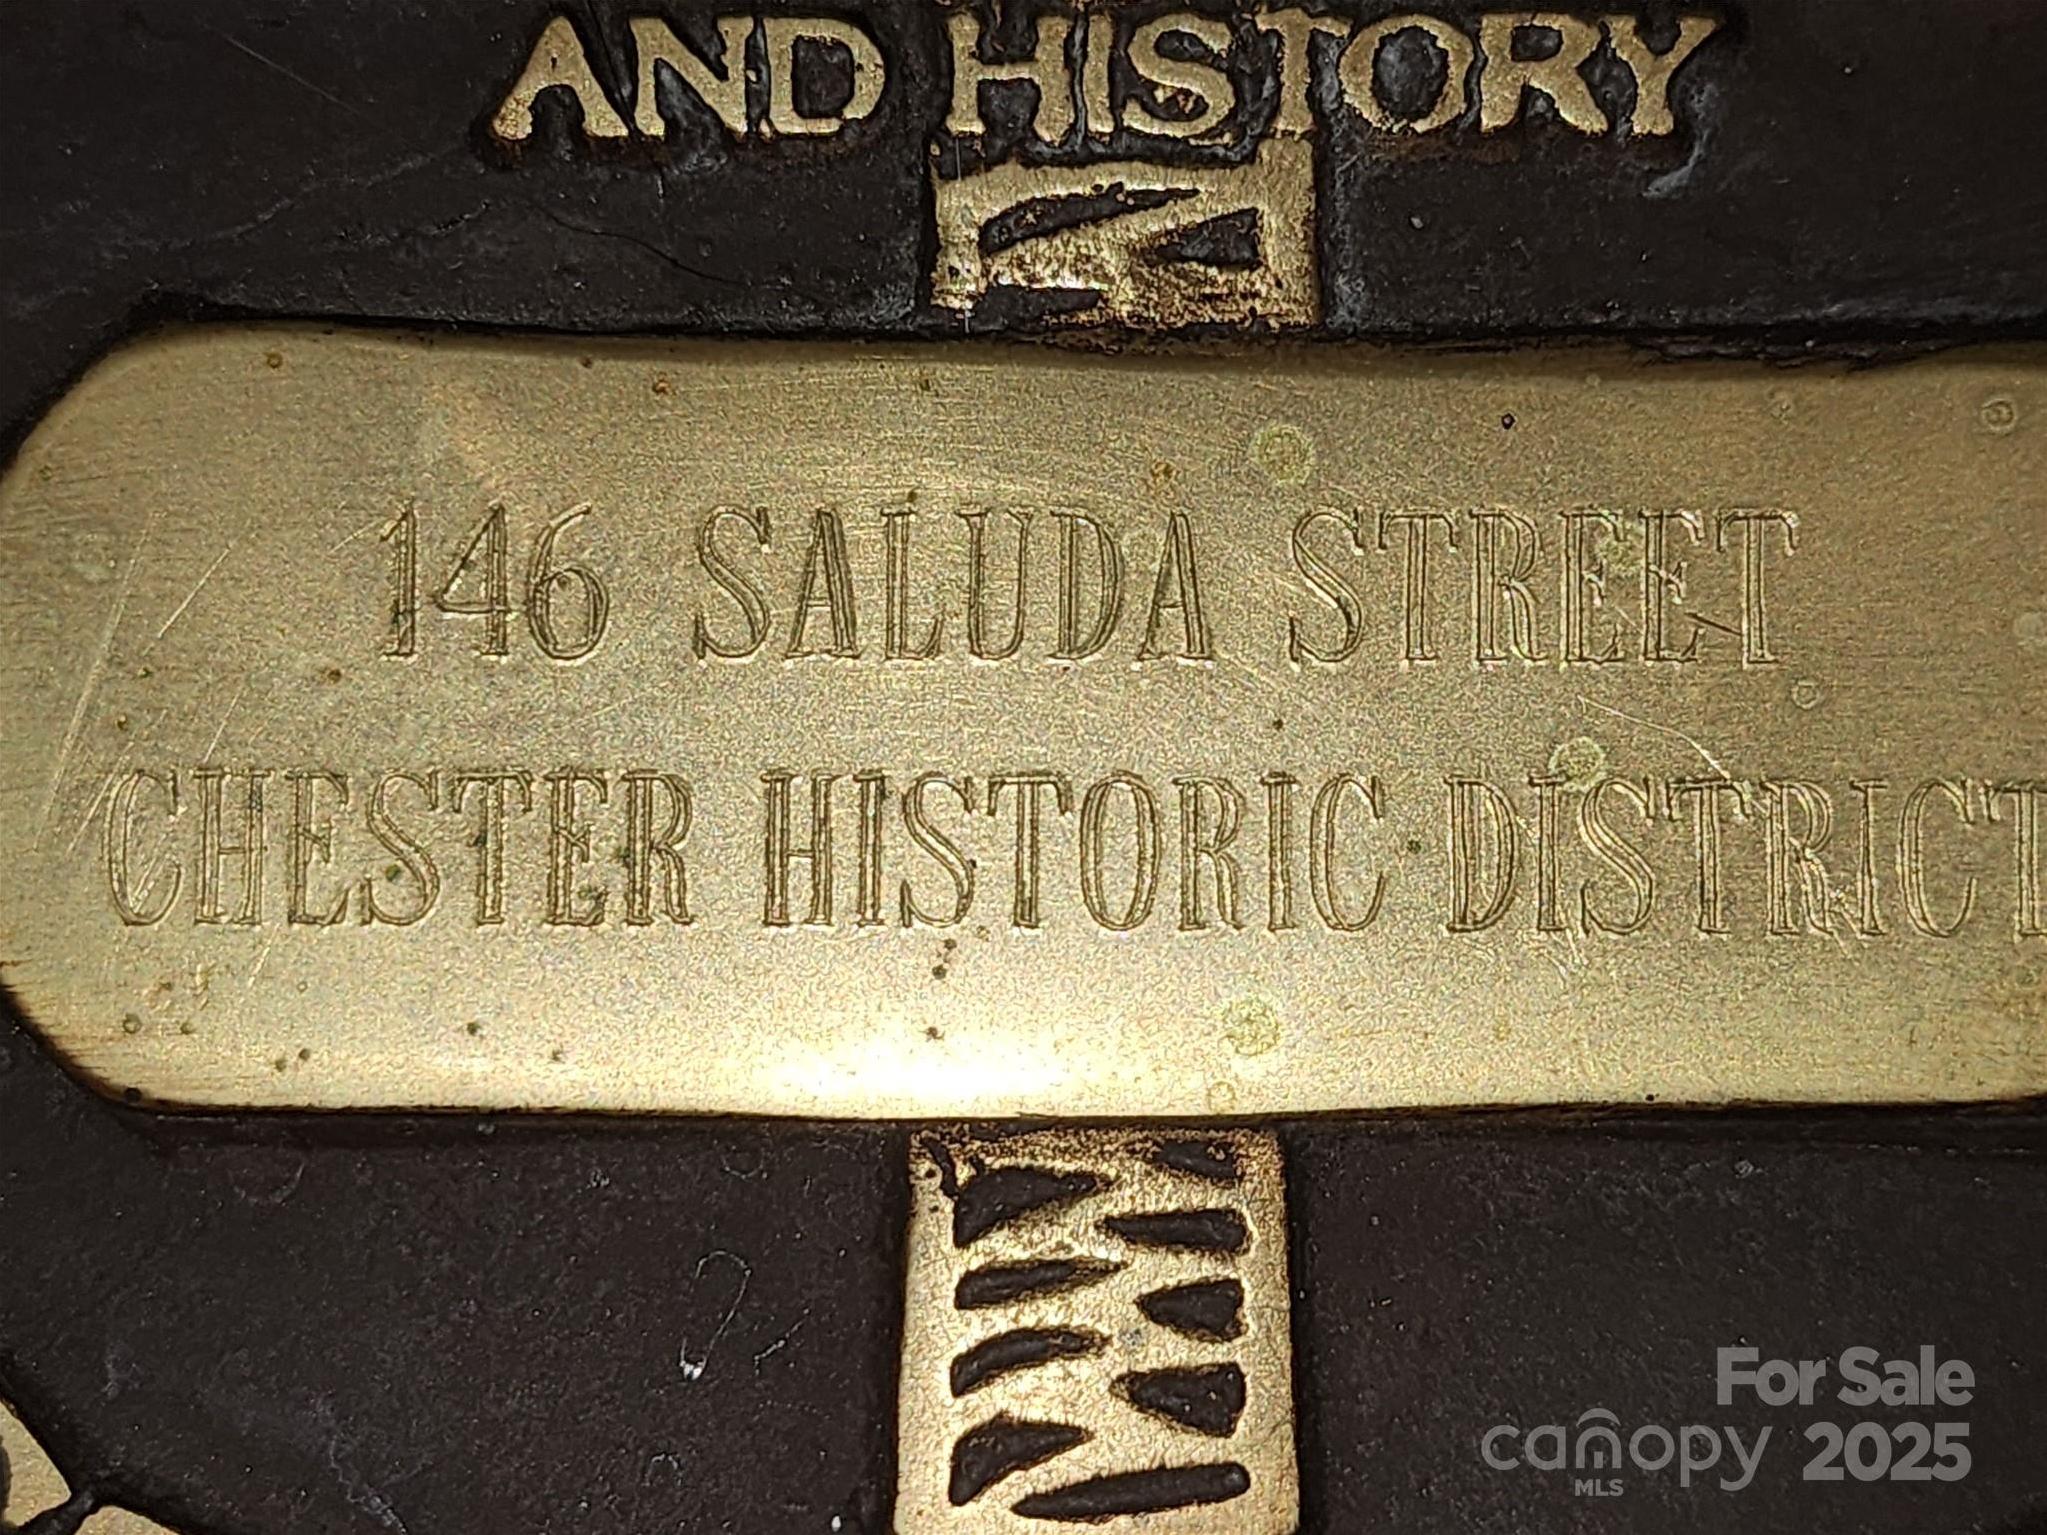 AND HISTORY
146 SALUDA STREET
CHESTER HISTORIC DISTRICT
For Sale
canopy 2025
MLS